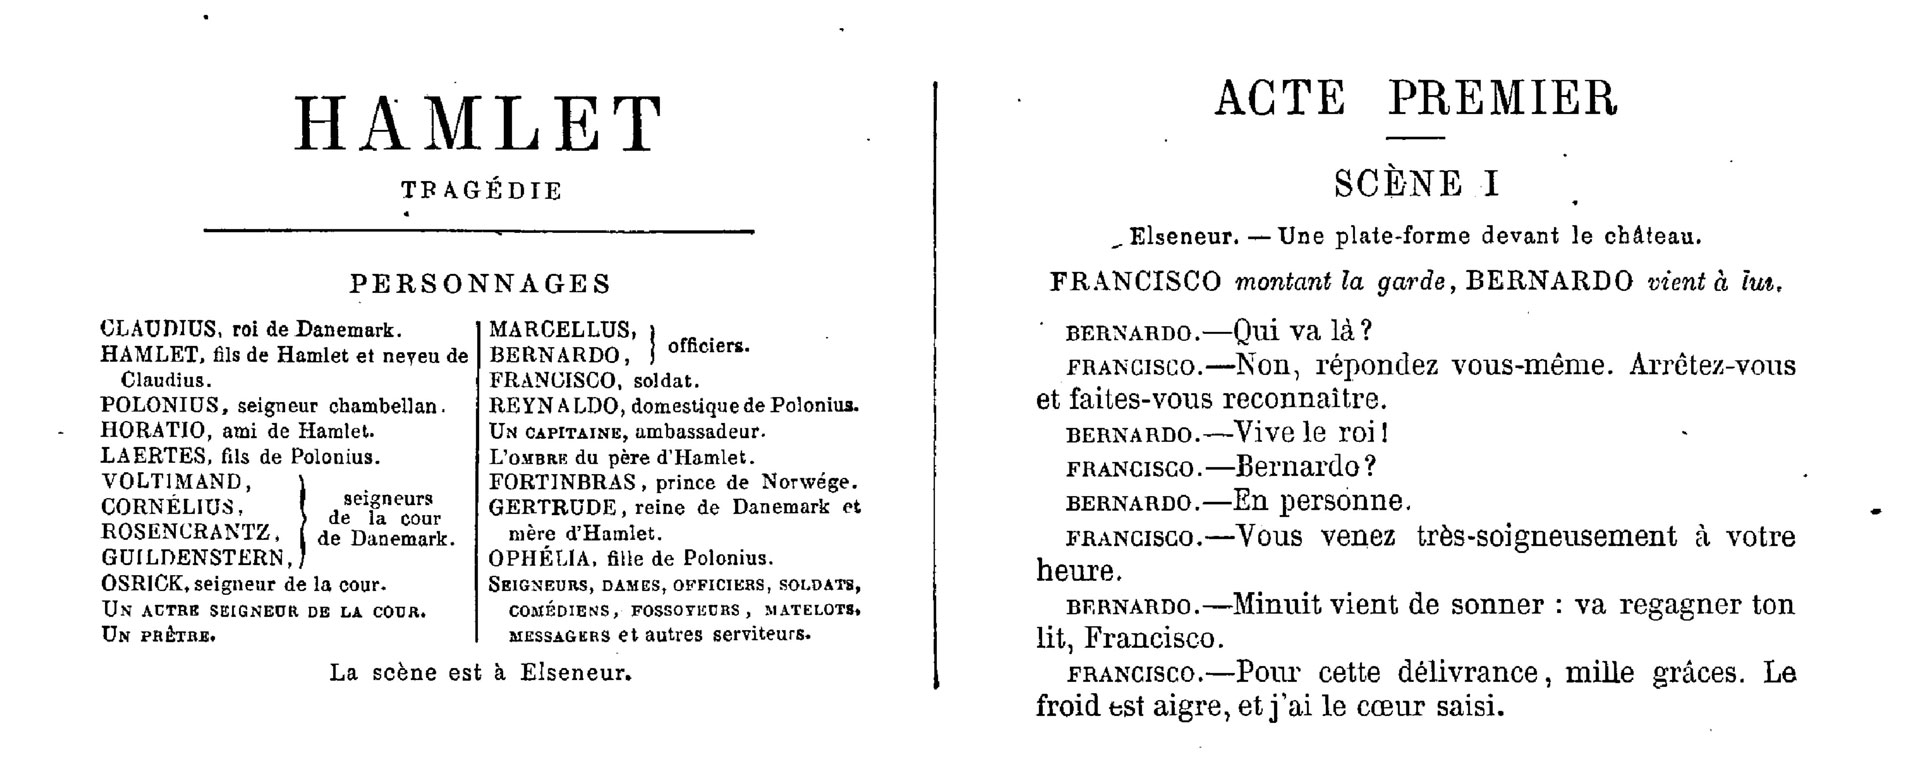 HAMLET
TRAGÉDIE
PERSONNAGES
CLAUDIUS, roi de Danemark.
HAMLET, fils de Hamlet et neveu de
Claudius.
POLONIUS, seigneur chambellan.
HORATIO, ami de Hamlet.
LAERTES, fils de Polonius.
VOLTIMAND,
CORNÉLIUS,
ROSENCRANTZ,
GUILDENSTERN,
seigneurs
de la cour
de Danemark.
OSRICK, seigneur de la cour.
UN AUTRE SEIGNEUR DE LA COUR.
UN PRÊTRE.
MARCELLUS,
BERNARDO,
officiers.
FRANCISCO, soldat.
REYNALDO, domestique de Polonius.
UN CAPITAINE, ambassadeur.
L'OMBRE du père d'Hamlet.
FORTINBRAS, prince de Norwége.
GERTRUDE, reine de Danemark et
mère d'Hamlet.
OPHÉLIA, fille de Polonius.
SEIGNEURS, DAMES, OFFICIERS, SOLDATS,
COMÉDIENS, FOSSOYEURS, MATELOTS,
MESSAGERS et autres serviteurs.
La scène est à Elseneur.
ACTE PREMIER
SCÈNE I
Elseneur. — Une plate-forme devant le château.
FRANCISCO montant la garde, BERNARDO vient à lui.
BERNARDO.—Qui va là?
FRANCISCO.—Non, répondez vous-même. Arrêtez-vous
et faites-vous reconnaître.
BERNARDO.—Vive le roi!
FRANCISCO.—Bernardo?
BERNARDO.—En personne.
FRANCISCO.—Vous venez très-soigneusement à votre
heure.
BERNARDO.—Minuit vient de sonner : va regagner ton
lit, Francisco.
FRANCISCO.—Pour cette délivrance, mille grâces. Le
froid est aigre, et j'ai le cœur saisi.